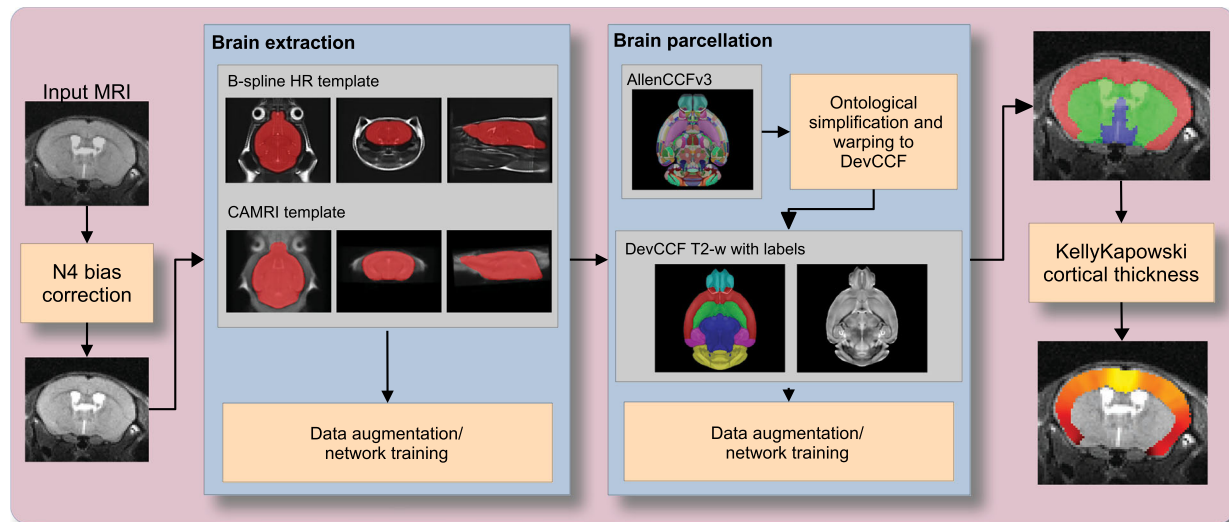 Input MRI
N4 bias
correction
Brain extraction
B-spline HR template
CAMRI template
Data augmentation/
network training
Brain parcellation
AllenCCFv3
Ontological
simplification and
warping to
DevCCF
DevCCF T2-w with labels
Data augmentation/
network training
KellyKapowski
cortical thickness